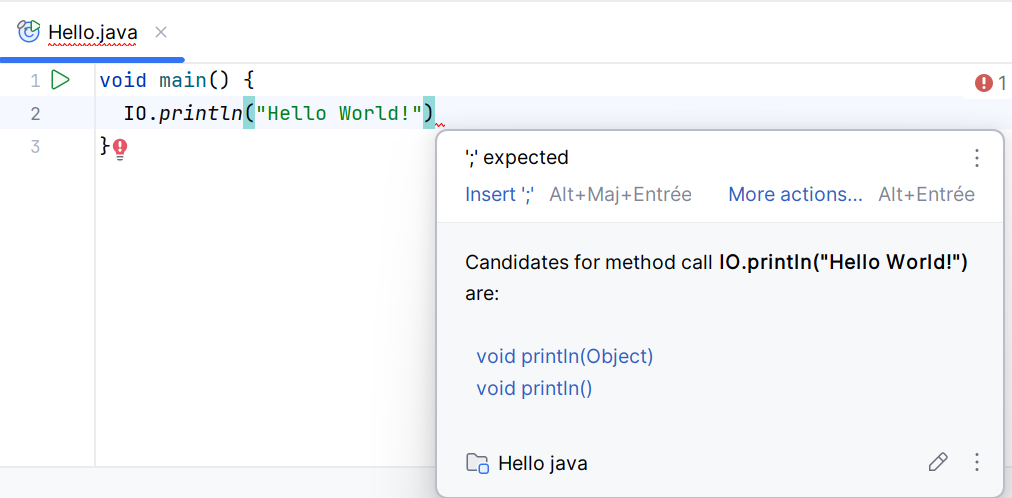 Hello.java
1 void main() {
1
2 IO.println("Hello World!")
3 }
';' expected
Insert ';' Alt+Maj+Entrée More actions... Alt+Entrée
Candidates for method call IO.println("Hello World!")
are:
void println(Object)
void println()
Hello java